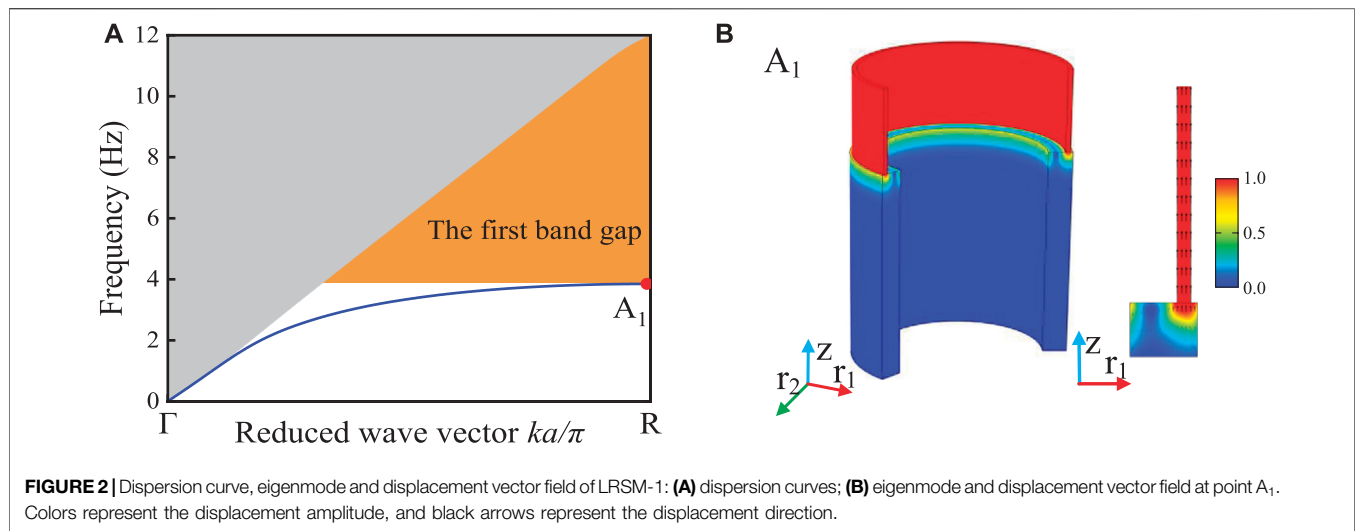 A
12
10
8
6
4
2
0
Frequency (Hz)
The first band gap
A₁
Γ
R
Reduced wave vector ka/π
B
A₁
1.0
0.5
0.0
z
r₁
r₂
z
r₁
FIGURE 2 | Dispersion curve, eigenmode and displacement vector field of LRSM-1: (A) dispersion curves; (B) eigenmode and displacement vector field at point A₁.
Colors represent the displacement amplitude, and black arrows represent the displacement direction.